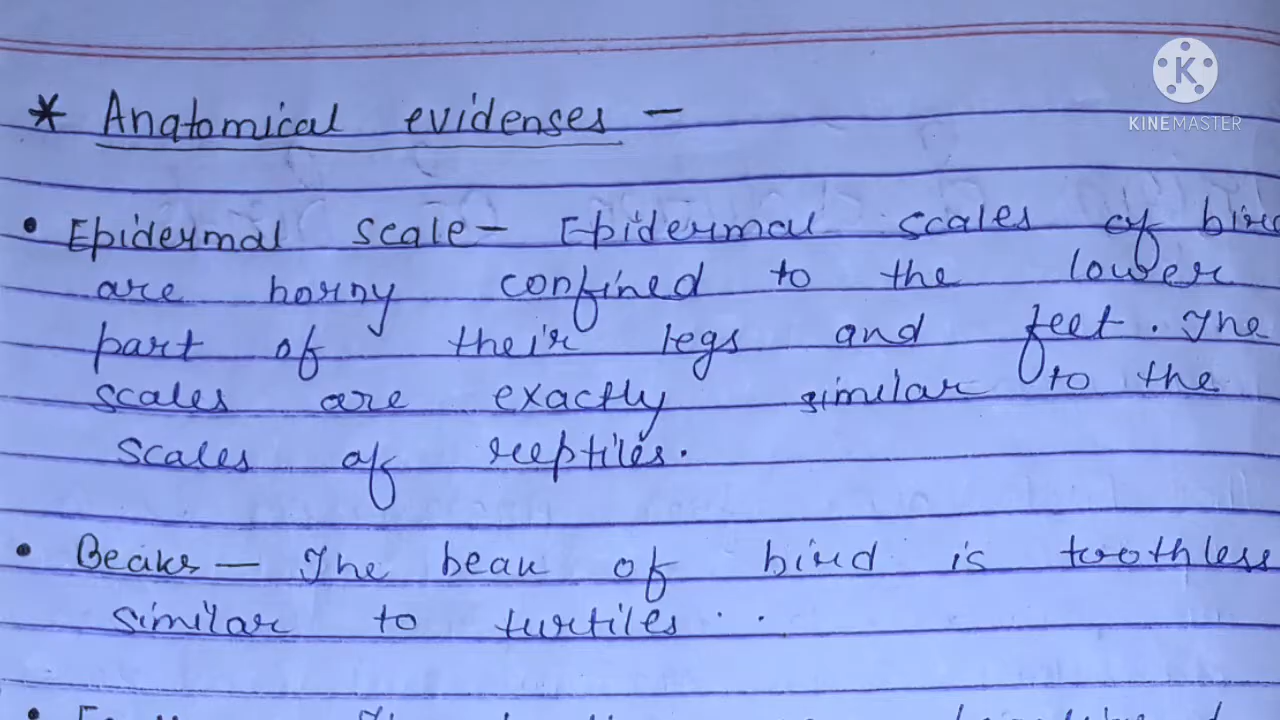 K
KINEMASTER
* Anatomical evidenses -
• Epidermal scale - Epidermal scales of bird
are horny confined to the lower
part of their legs and feet. The
scales are exactly similar to the
scales of reeptiles.
• Beaks - The beak of bird is toothless
similar to turtiles.